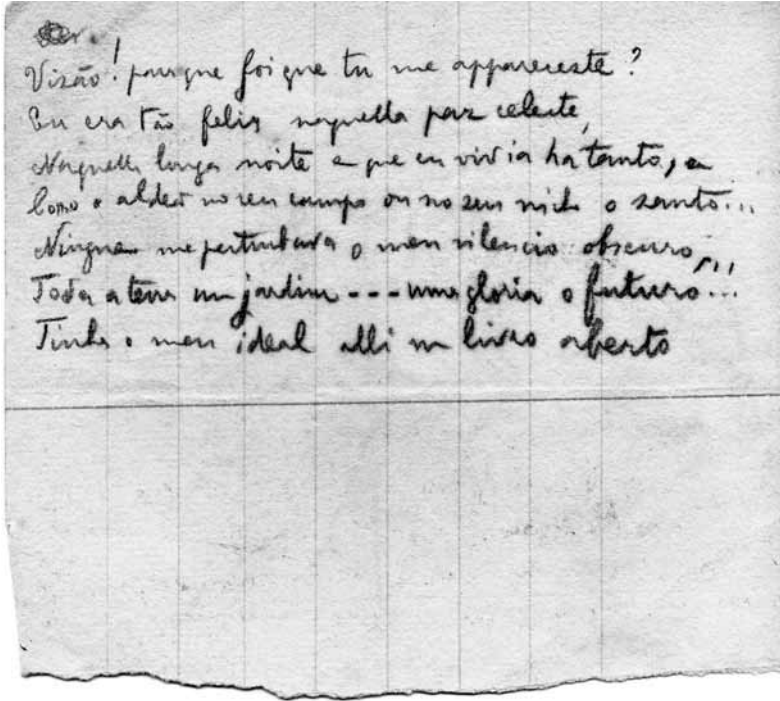 Visão! porque foi que tu me appareceste?
Eu era tão feliz naquella paz celeste,
Naquella longa noite e que eu vivia ha tanto, e
Como o aldeão no seu campo ou no seu nicho o santo...
Ninguem me perturbava o meu silencio obscuro,
Toda a terra um jardim --- uma gloria o futuro...!
Tinha o meu ideal alli um livro aberto